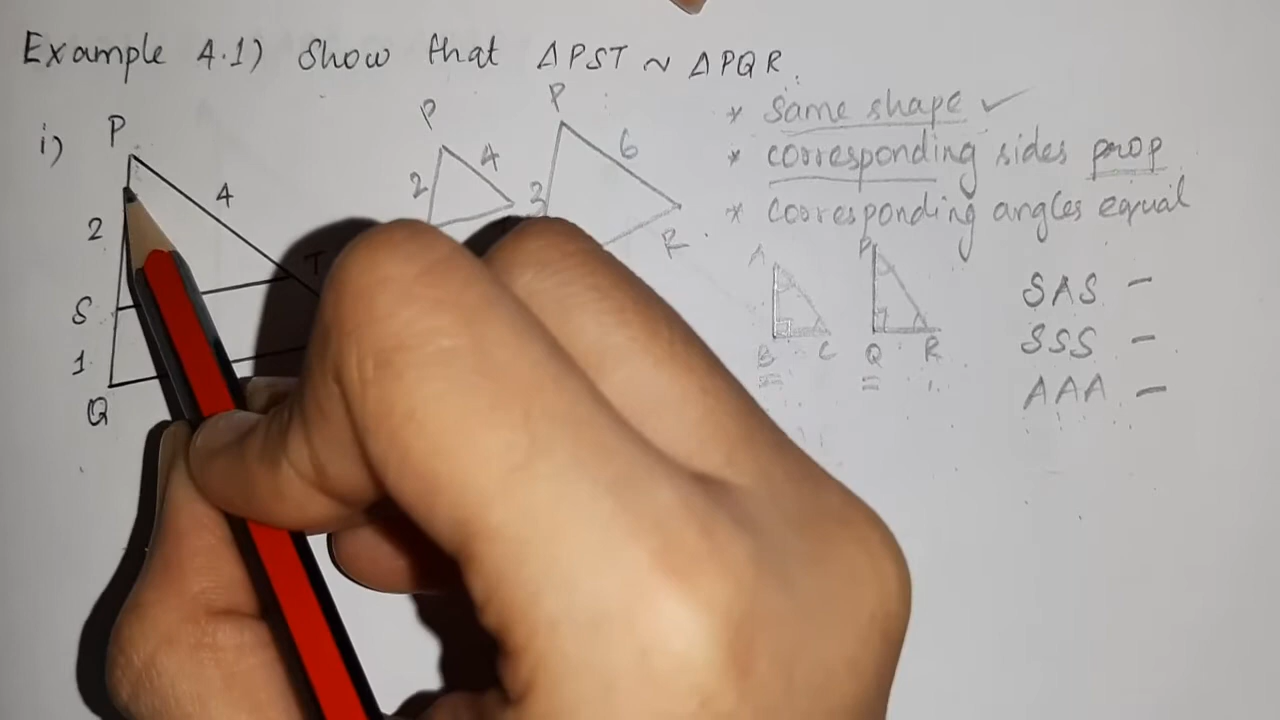 Example 4.1) Show that ΔPST ~ ΔPQR.
i)
P
2
4
S
T
1
Q
P
2
4
P
3
6
R
* same shape ✓
* corresponding sides prop
* corresponding angles equal
A
B
C
P
Q
R
=
=
SAS -
SSS -
AAA -